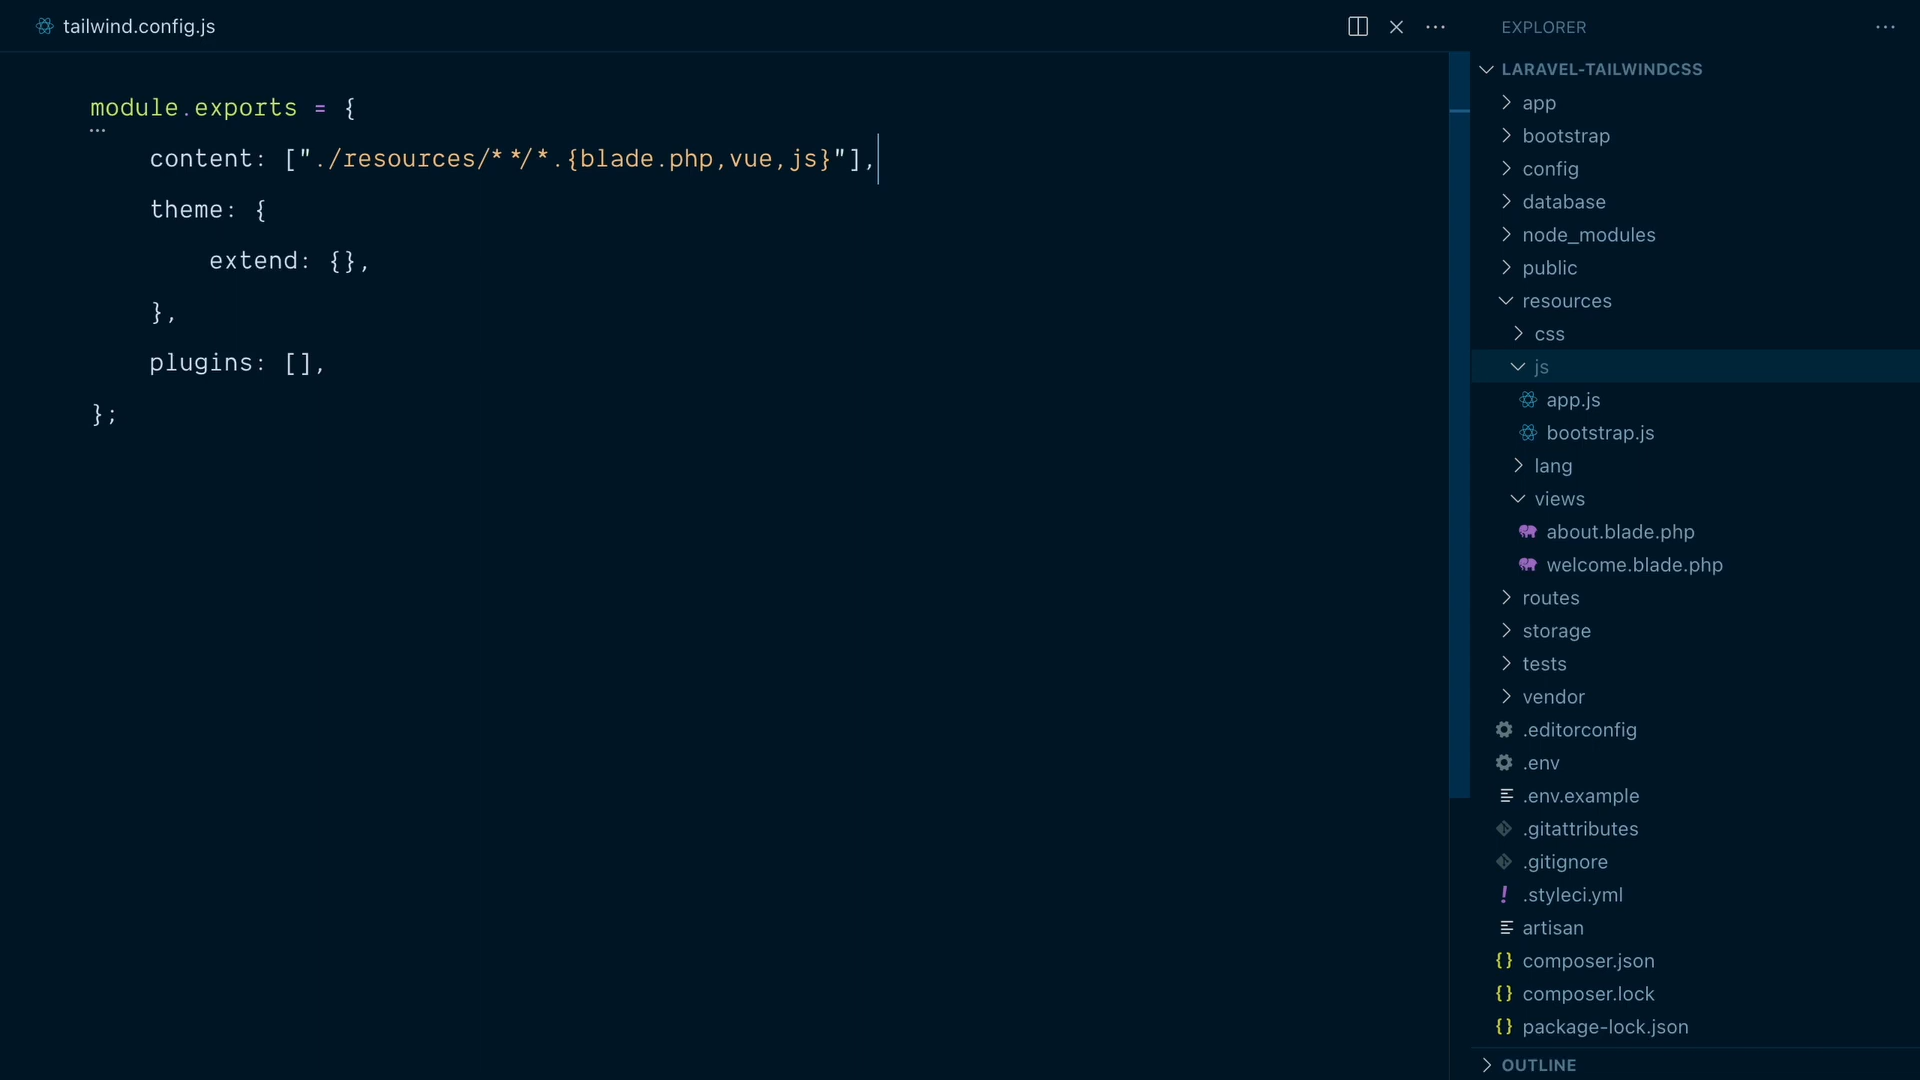 tailwind.config.js
module.exports = {
content: ["./resources/**/*.{blade.php,vue,js}"],
theme: {
extend: {},
},
plugins: [],
};
EXPLORER
LARAVEL-TAILWINDCSS
app
bootstrap
config
database
node_modules
public
resources
css
js
app.js
bootstrap.js
lang
views
about.blade.php
welcome.blade.php
routes
storage
tests
vendor
.editorconfig
.env
.env.example
.gitattributes
.gitignore
.styleci.yml
artisan
composer.json
composer.lock
package-lock.json
OUTLINE